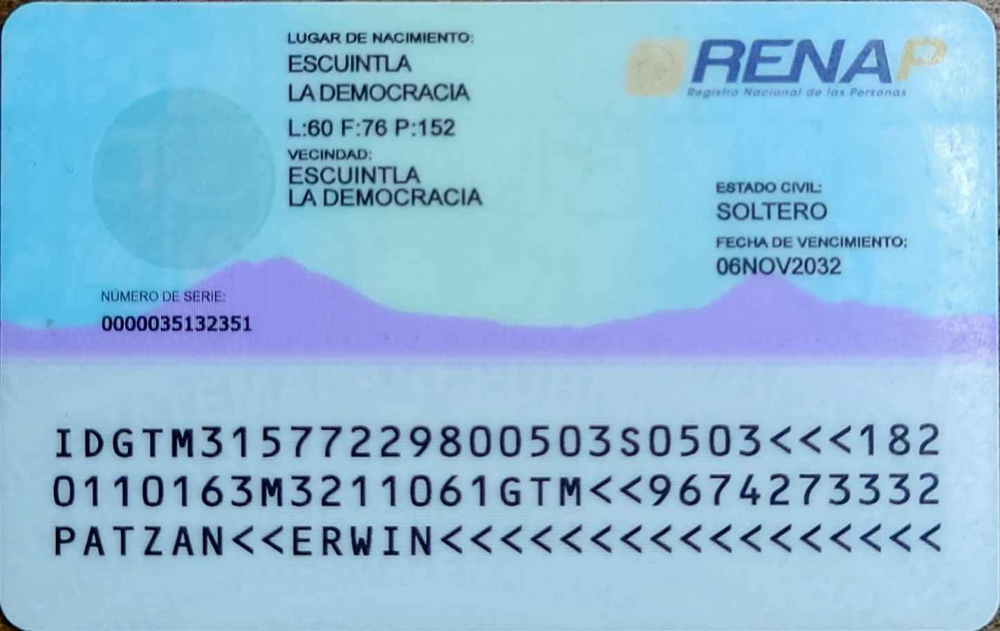 LUGAR DE NACIMIENTO:
ESCUINTLA
LA DEMOCRACIA
L:60 F:76 P:152
VECINDAD:
ESCUINTLA
LA DEMOCRACIA
RENAP
Registro Nacional de las Personas
ESTADO CIVIL:
SOLTERO
FECHA DE VENCIMIENTO:
06NOV2032
NÚMERO DE SERIE:
0000035132351
IDGTM31577229800503S0503<<<182
0110163M3211061GTM<<9674273332
PATZAN<<ERWIN<<<<<<<<<<<<<<<<<